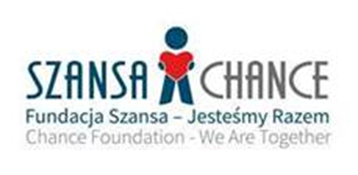 SZANSA CHANCE
Fundacja Szansa – Jesteśmy Razem
Chance Foundation - We Are Together